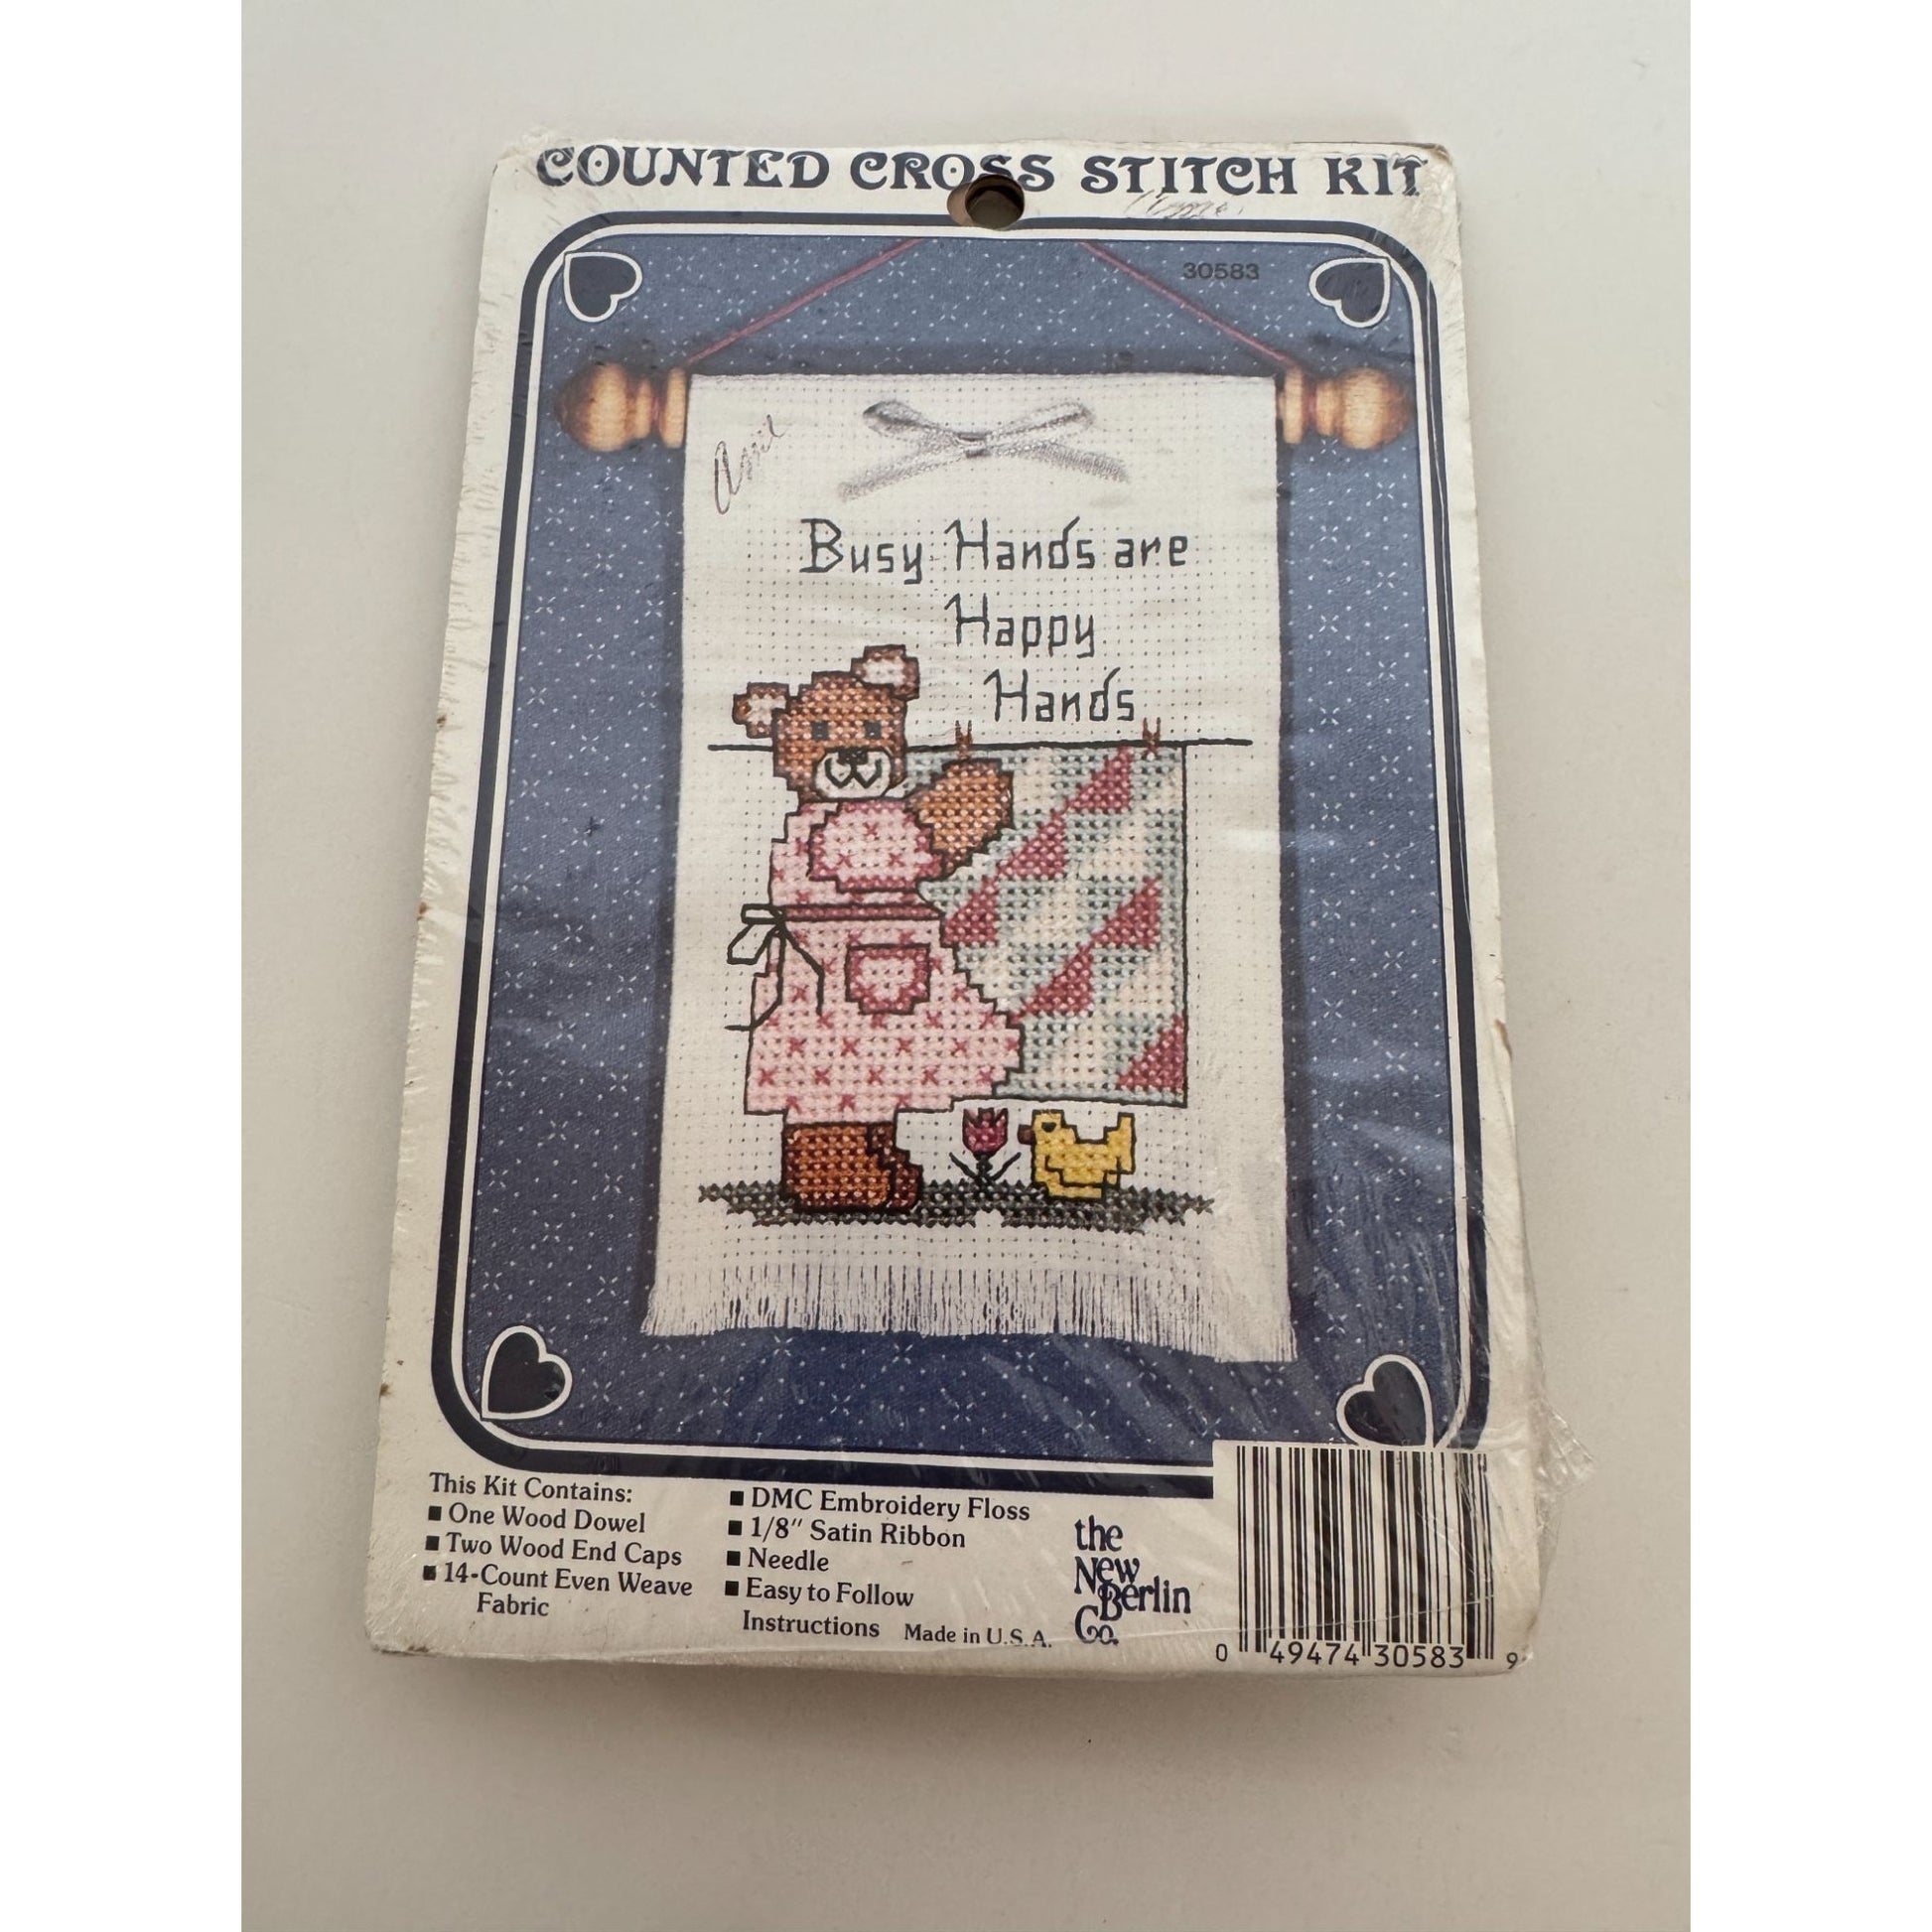 COUNTED CROSS STITCH KIT
30583
Busy Hands are
Happy
Hands
This Kit Contains:
■ One Wood Dowel
■ Two Wood End Caps
■ 14-Count Even Weave
Fabric
■ DMC Embroidery Floss
■ 1/8" Satin Ribbon
■ Needle
■ Easy to Follow
Instructions
Made in U.S.A.
the
New
Berlin
Co.
0 49474 30583 9